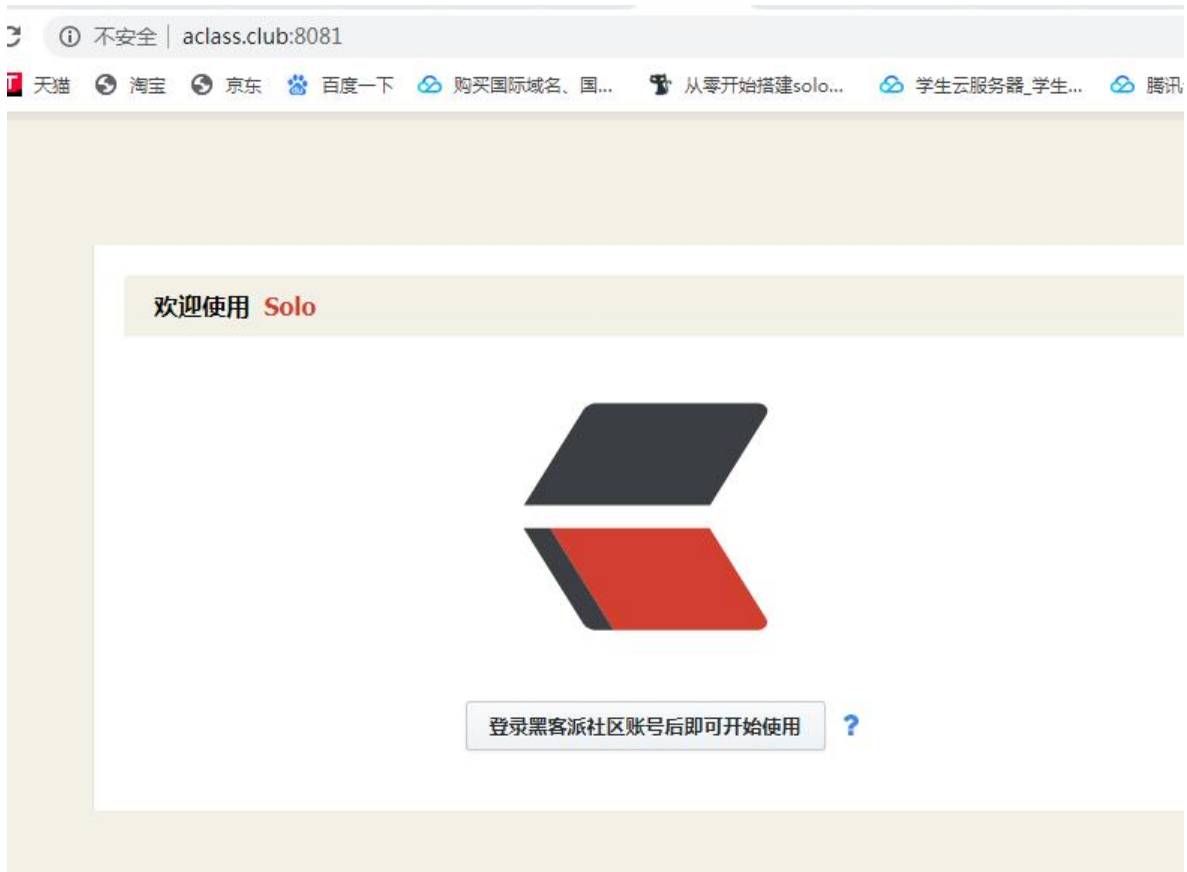 不安全 | aclass.club:8081
天猫 淘宝 京东 百度一下 购买国际域名、国... 从零开始搭建solo... 学生云服务器_学生... 腾讯
欢迎使用 Solo
登录黑客派社区账号后即可开始使用 ?